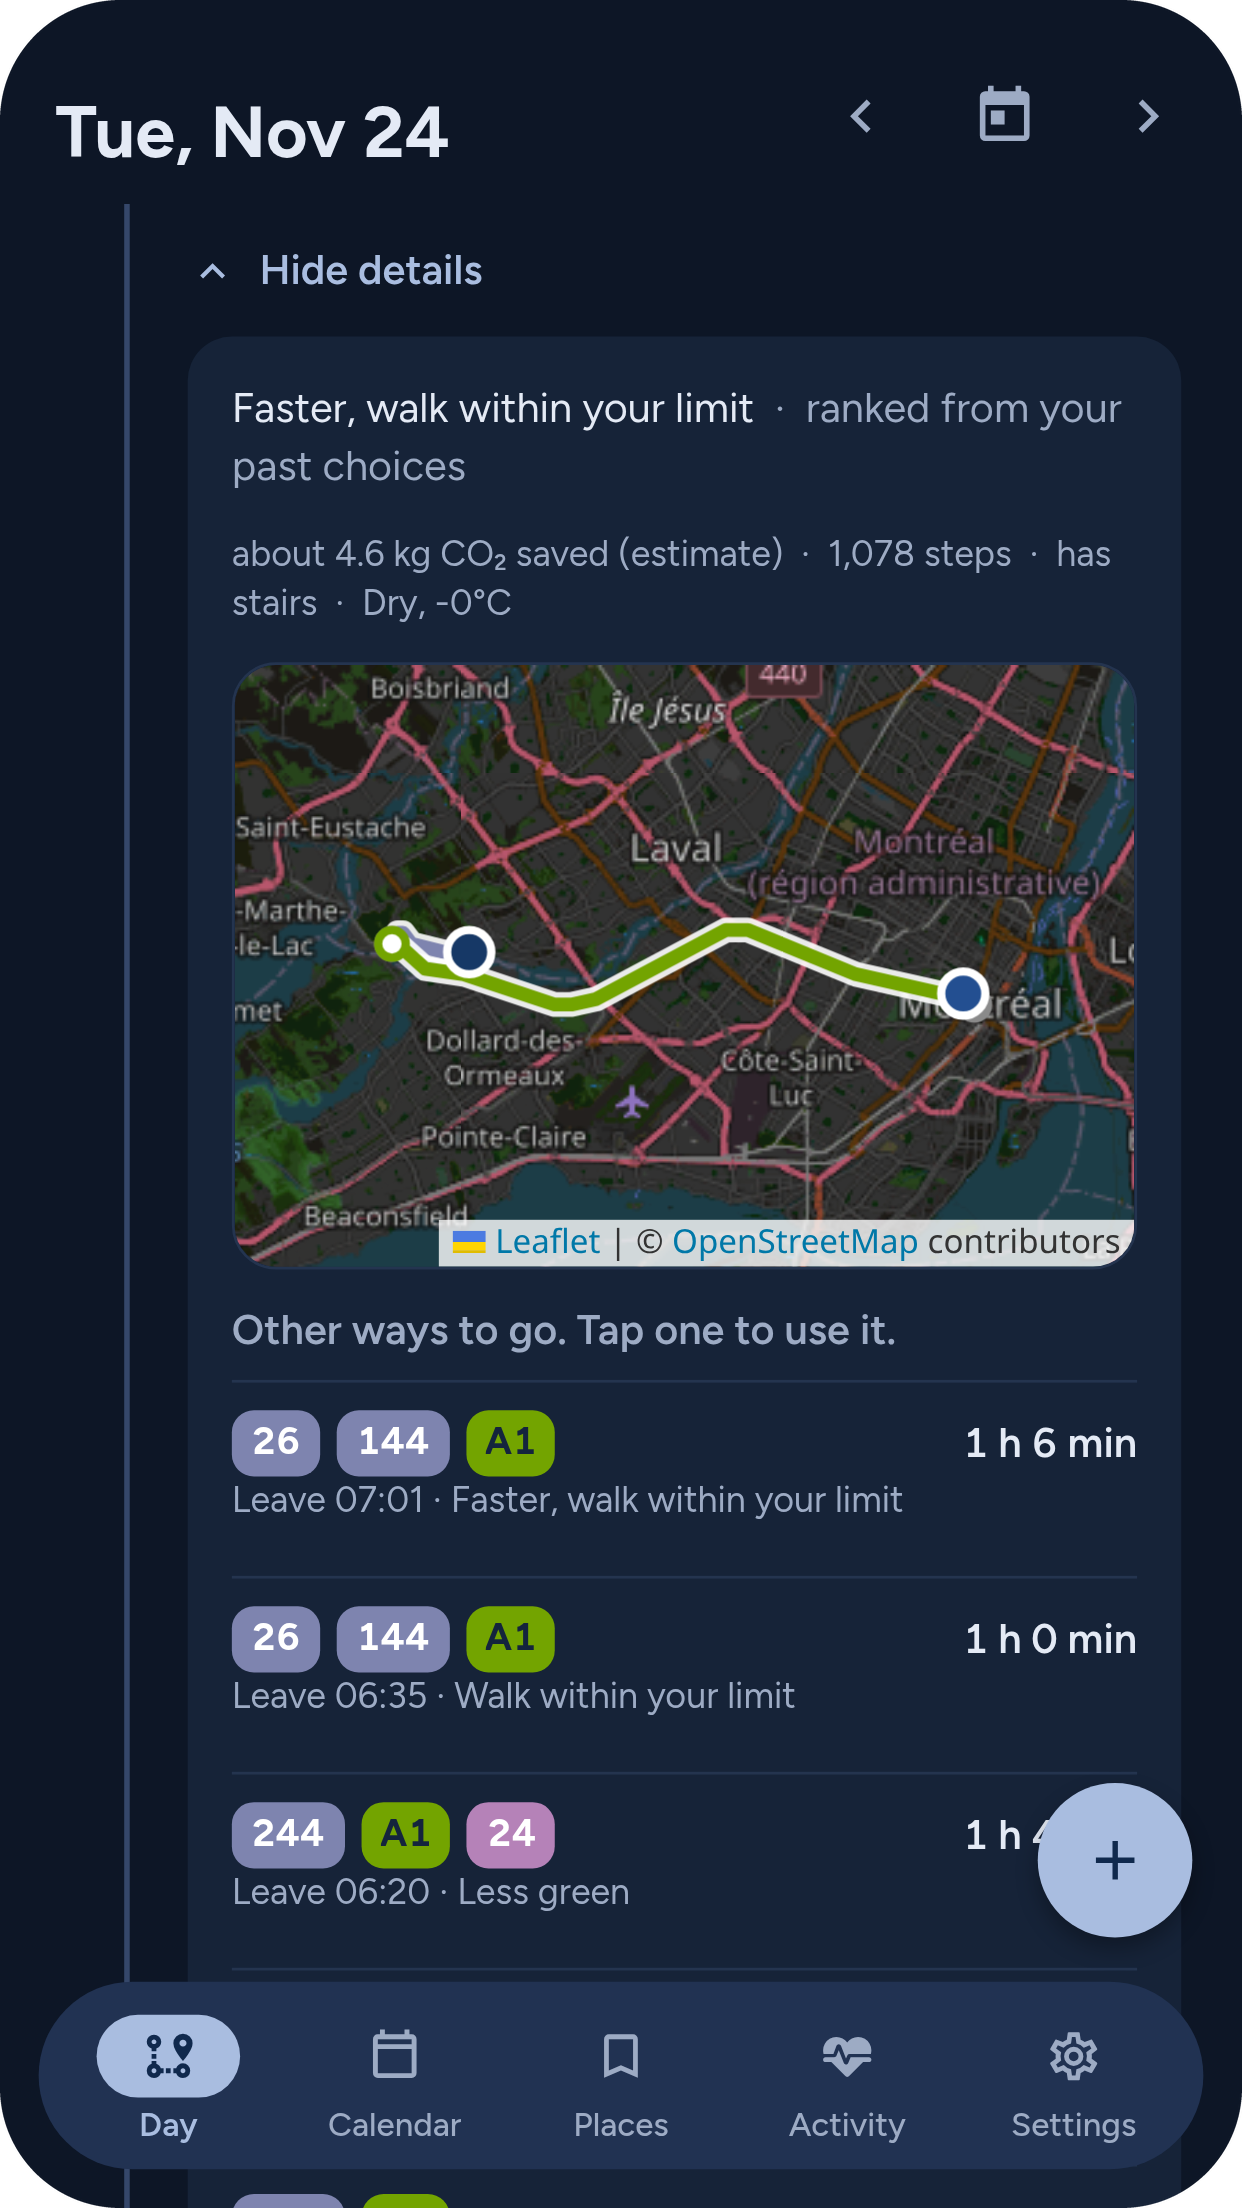 Tue, Nov 24
Hide details
Faster, walk within your limit · ranked from your
past choices
about 4.6 kg CO₂ saved (estimate) · 1,078 steps · has
stairs · Dry, -0°C
440
Boisbriand
Île Jésus
Saint-Eustache
Laval
Montréal
(région administrative)
-Marthe-
-le-Lac
Montréal
Dollard-des-
Ormeaux
Côte-Saint-
Luc
Pointe-Claire
Beaconsfield
Leaflet | © OpenStreetMap contributors
Other ways to go. Tap one to use it.
26 144 A1 1 h 6 min
Leave 07:01 · Faster, walk within your limit
26 144 A1 1 h 0 min
Leave 06:35 · Walk within your limit
244 A1 24 1 h
Leave 06:20 · Less green
Day Calendar Places Activity Settings